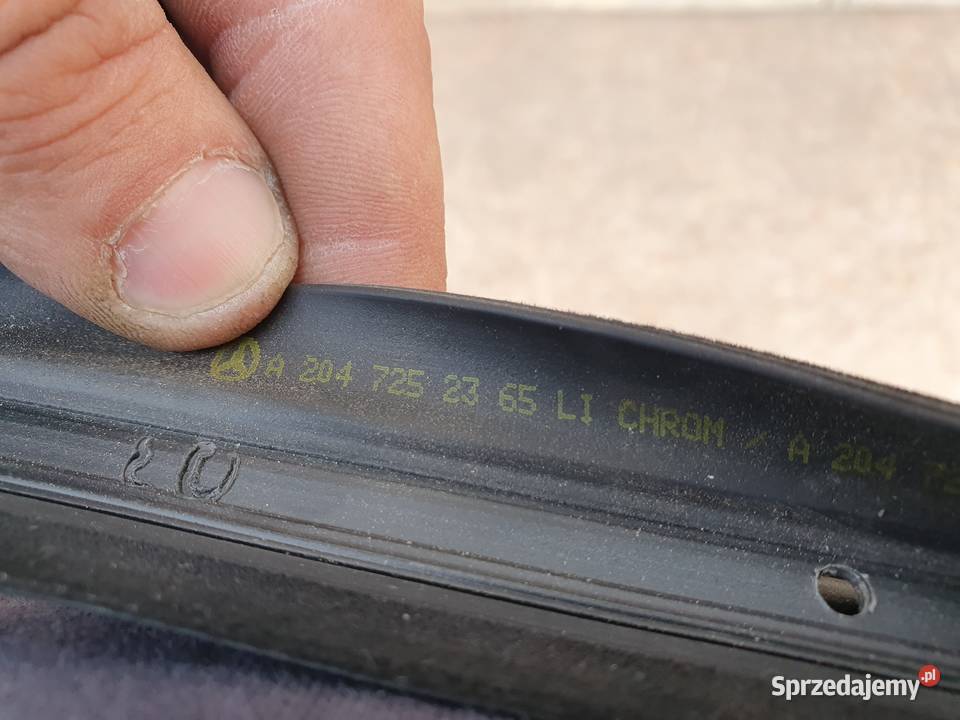 A 204 725 23 65 LI CHROM / A 204
Sprzedajemy.pl